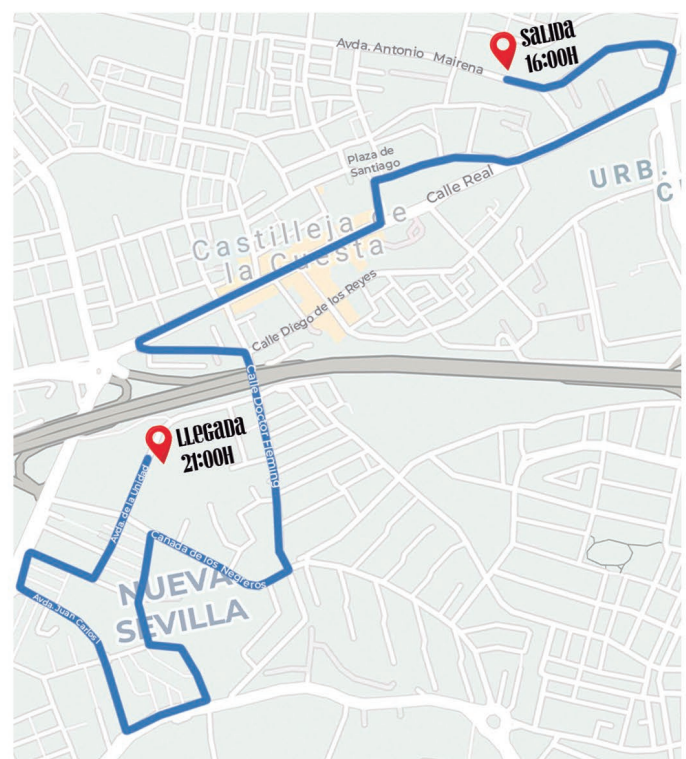 SALIDA
16:00H
Avda. Antonio Mairena
Plaza de
Santiago
Calle Real
URB.
C
Castilleja de
la Cuesta
Calle Diego de los Reyes
Calle Doctor Fleming
LLEGADA
21:00H
Avda. de la Unidad
Cañada de los Negreros
NUEVA
SEVILLA
Avda. Juan Carlos I